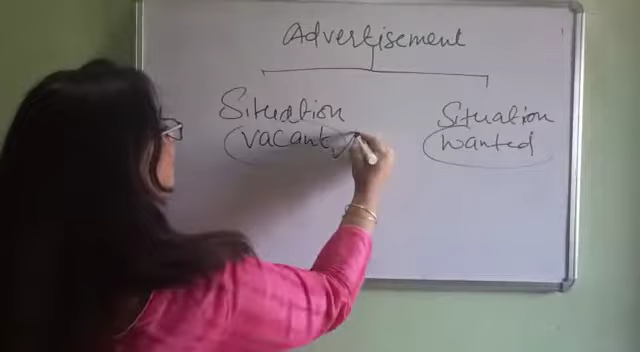 Advertisement
Situation
vacant
Situation
Wanted